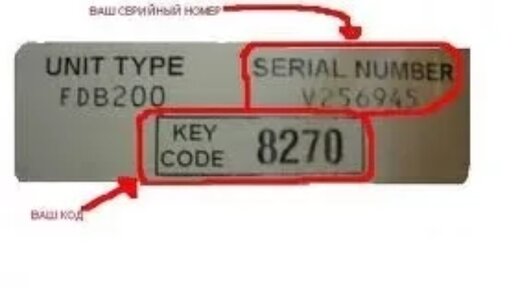 ВАШ СЕРИЙНЫЙ НОМЕР
UNIT TYPE SERIAL NUMBER
FDB200 V256945
KEY
CODE 8270
ВАШ КОД